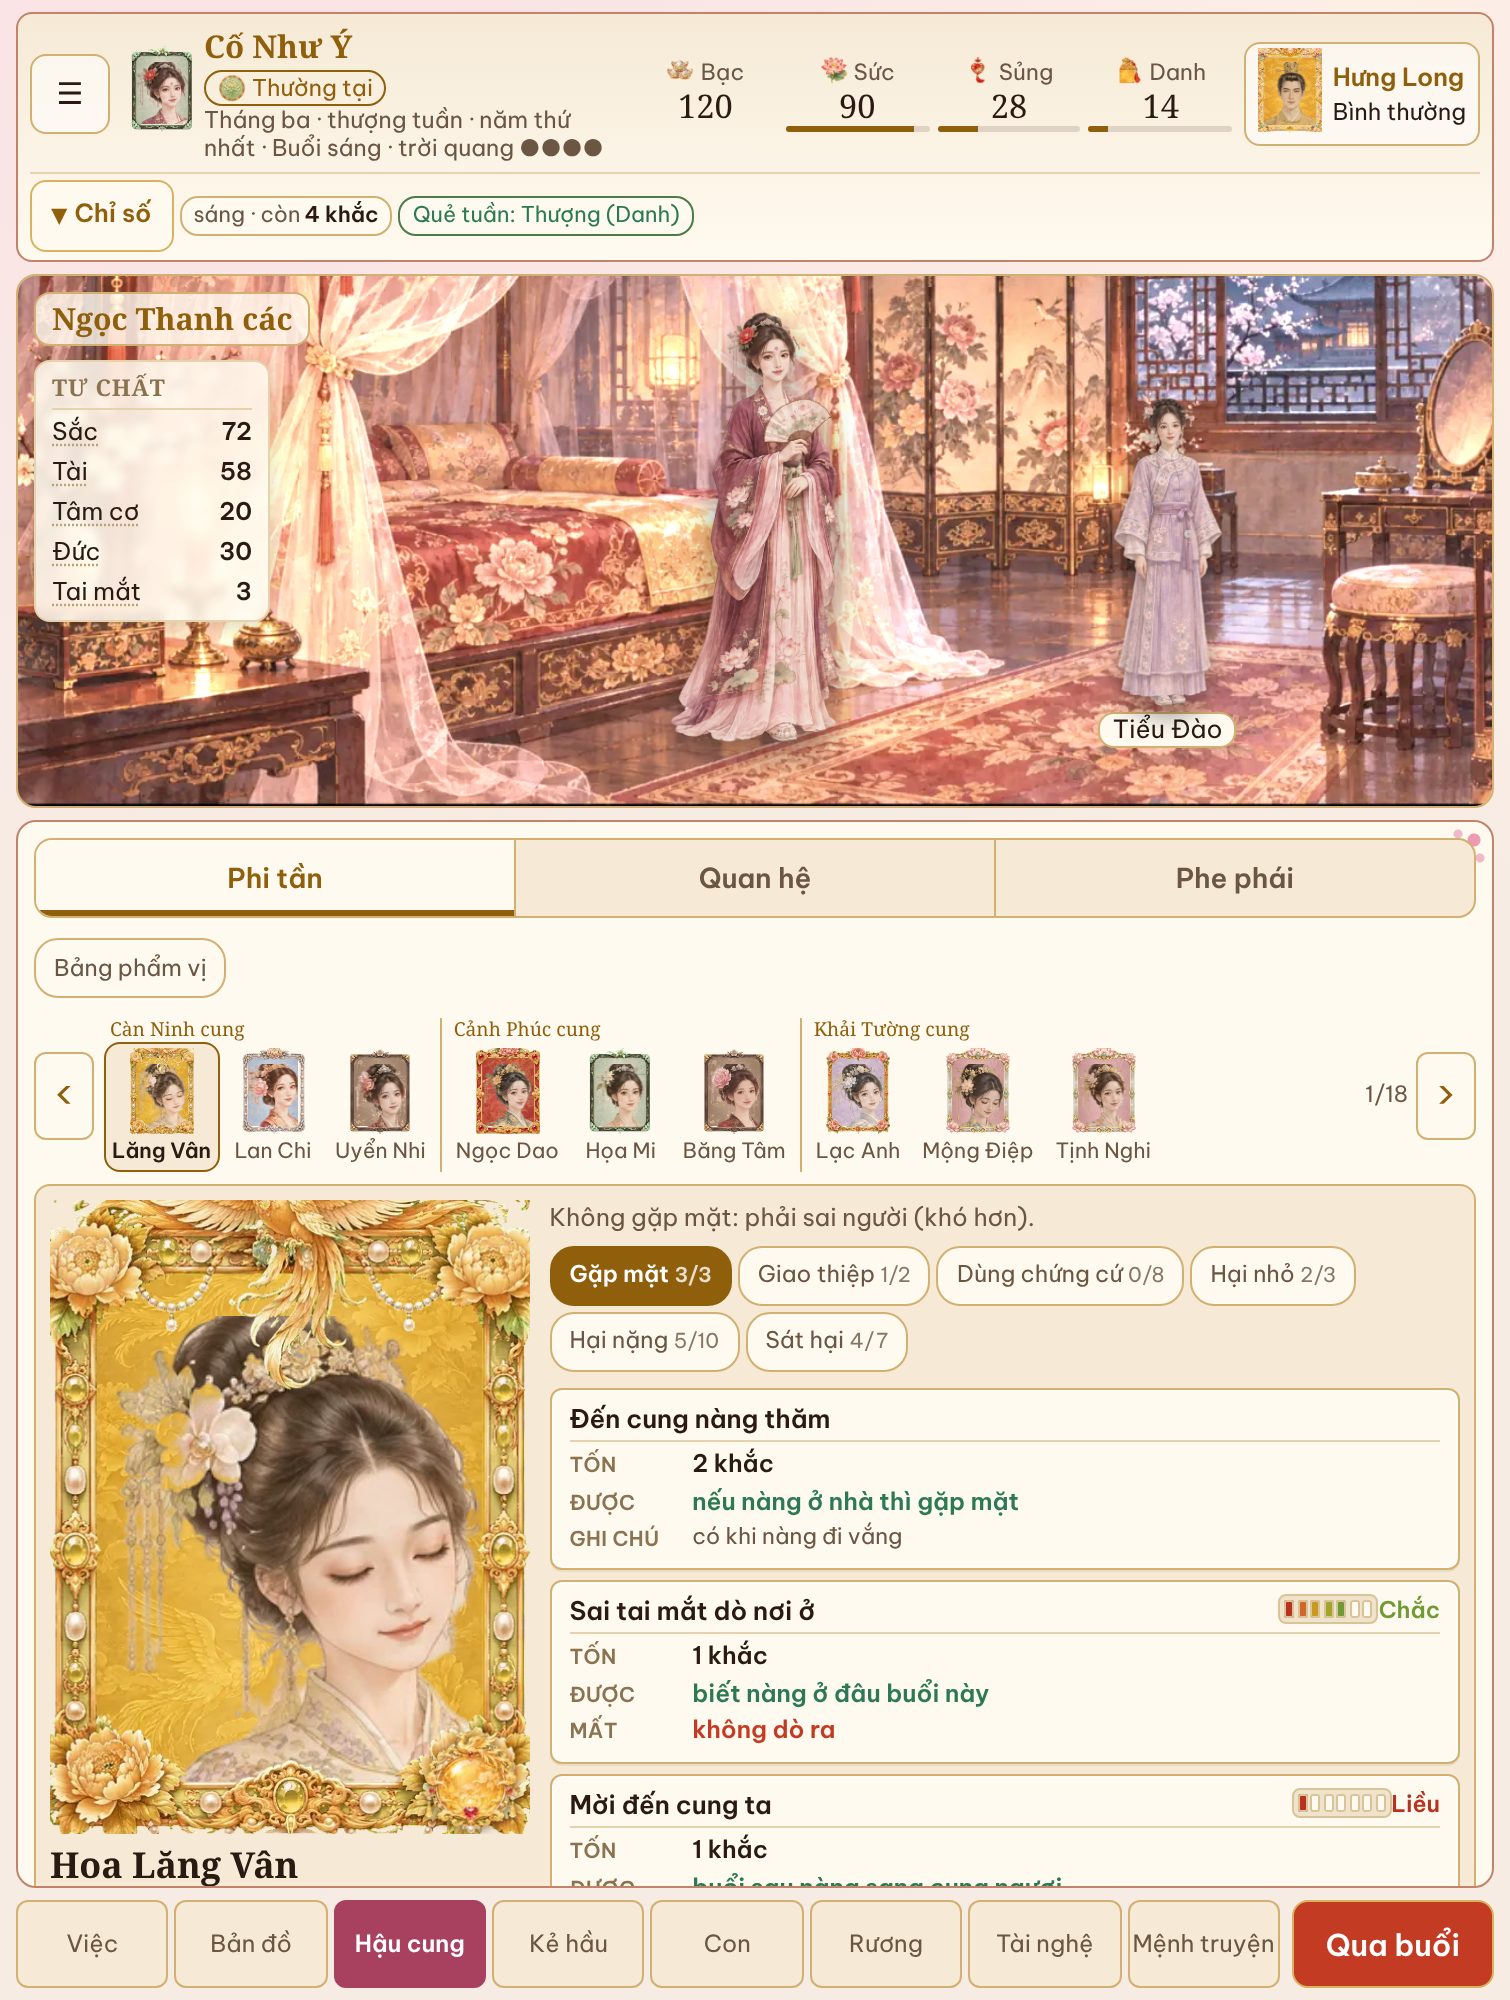 ☰
Cố Như Ý
Thường tại
Tháng ba · thượng tuần · năm thứ
nhất · Buổi sáng · trời quang ●●●●
Bạc
120
Sức
90
Sủng
28
Danh
14
Hưng Long
Bình thường
▼ Chỉ số
sáng · còn 4 khắc
Quẻ tuần: Thượng (Danh)
Ngọc Thanh các
TƯ CHẤT
Sắc 72
Tài 58
Tâm cơ 20
Đức 30
Tai mắt 3
Tiểu Đào
Phi tần
Quan hệ
Phe phái
Bảng phẩm vị
Càn Ninh cung
Cảnh Phúc cung
Khải Tường cung
‹
Lăng Vân
Lan Chi
Uyển Nhi
Ngọc Dao
Họa Mi
Băng Tâm
Lạc Anh
Mộng Điệp
Tịnh Nghi
1/18
›
Không gặp mặt: phải sai người (khó hơn).
Gặp mặt 3/3
Giao thiệp 1/2
Dùng chứng cứ 0/8
Hại nhỏ 2/3
Hại nặng 5/10
Sát hại 4/7
Đến cung nàng thăm
TỐN 2 khắc
ĐƯỢC nếu nàng ở nhà thì gặp mặt
GHI CHÚ có khi nàng đi vắng
Sai tai mắt dò nơi ở
Chắc
TỐN 1 khắc
ĐƯỢC biết nàng ở đâu buổi này
MẤT không dò ra
Mời đến cung ta
Liều
TỐN 1 khắc
ĐƯỢC buổi sau nàng sang cung ngươi
Hoa Lăng Vân
Việc
Bản đồ
Hậu cung
Kẻ hầu
Con
Rương
Tài nghệ
Mệnh truyện
Qua buổi